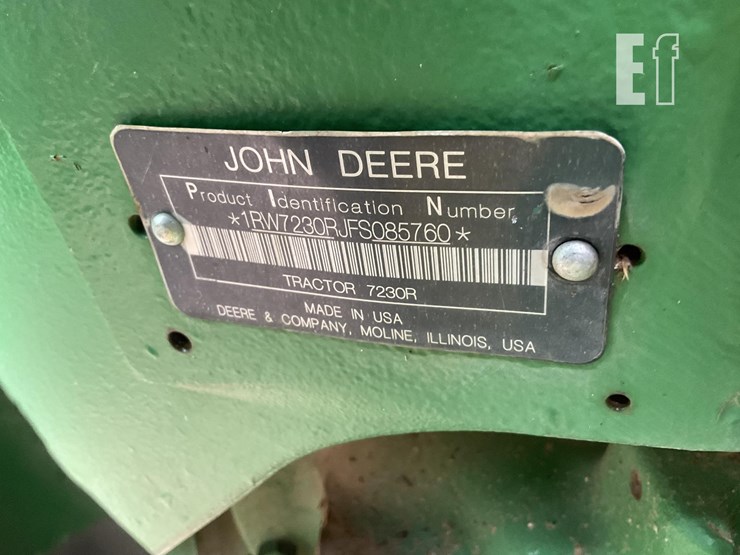 Ef
JOHN DEERE
Product Identification Number
*1RW7230RJFS085760*
TRACTOR 7230R
MADE IN USA
DEERE & COMPANY, MOLINE, ILLINOIS, USA